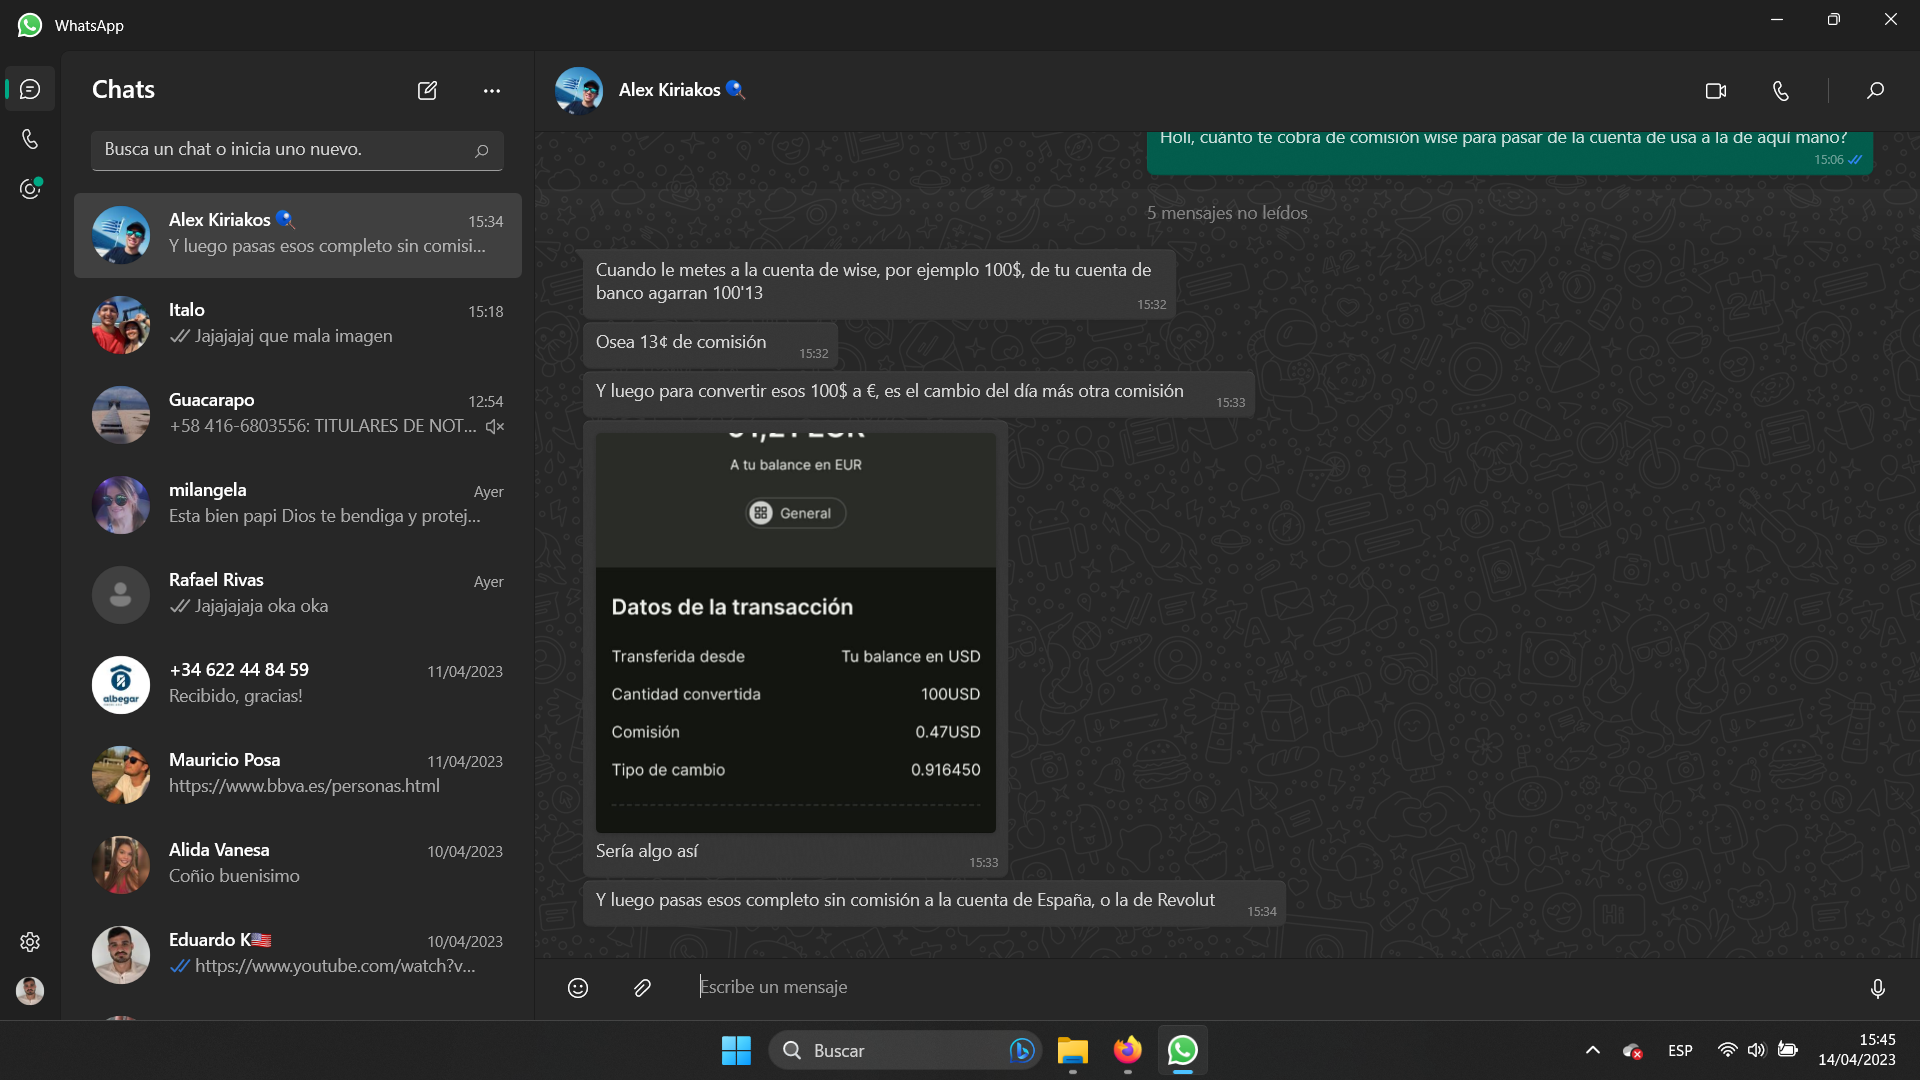 WhatsApp
Chats
Busca un chat o inicia uno nuevo.
Alex Kiriakos
15:34
Y luego pasas esos completo sin comisi...
Italo
15:18
Jajajajaj que mala imagen
Guacarapo
12:54
+58 416-6803556: TITULARES DE NOT...
milangela
Ayer
Esta bien papi Dios te bendiga y protej...
Rafael Rivas
Ayer
Jajajajaja oka oka
albegar
+34 622 44 84 59
11/04/2023
Recibido, gracias!
Mauricio Posa
11/04/2023
https://www.bbva.es/personas.html
Alida Vanesa
10/04/2023
Coñio buenisimo
Eduardo K
10/04/2023
https://www.youtube.com/watch?v...
Alex Kiriakos
Holi, cuánto te cobra de comisión wise para pasar de la cuenta de usa a la de aquí mano?
15:06
5 mensajes no leídos
Cuando le metes a la cuenta de wise, por ejemplo 100$, de tu cuenta de
banco agarran 100'13
15:32
Osea 13¢ de comisión
15:32
Y luego para convertir esos 100$ a €, es el cambio del día más otra comisión
15:33
A tu balance en EUR
General
Datos de la transacción
Transferida desde Tu balance en USD
Cantidad convertida 100USD
Comisión 0.47USD
Tipo de cambio 0.916450
Sería algo así
15:33
Y luego pasas esos completo sin comisión a la cuenta de España, o la de Revolut
15:34
Escribe un mensaje
Buscar
ESP
15:45
14/04/2023